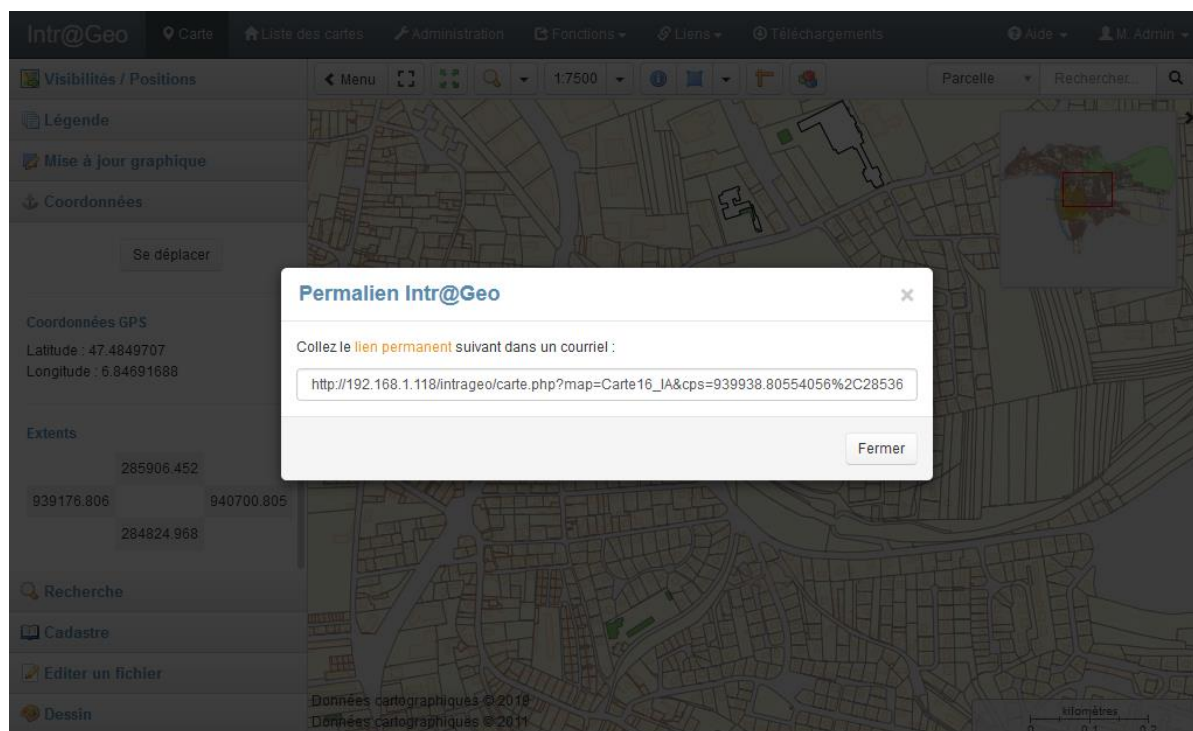 Intr@Geo Carte Liste des cartes Administration Fonctions Liens Téléchargements Aide M. Admin
Visibilités / Positions
Menu 1:7500 Parcelle Rechercher...
Légende
Mise à jour graphique
Coordonnées
Se déplacer
Permalien Intr@Geo
Coordonnées GPS
Latitude : 47.4849707
Longitude : 6.84691688
Collez le lien permanent suivant dans un courriel :
http://192.168.1.118/intrageo/carte.php?map=Carte16_IA&cps=939938.80554056%2C28536
Extents
Fermer
285906.452
939176.806 940700.805
284824.968
Recherche
Cadastre
Editer un fichier
Dessin
Données cartographiques © 2019
Données cartographiques © 2011
kilomètres